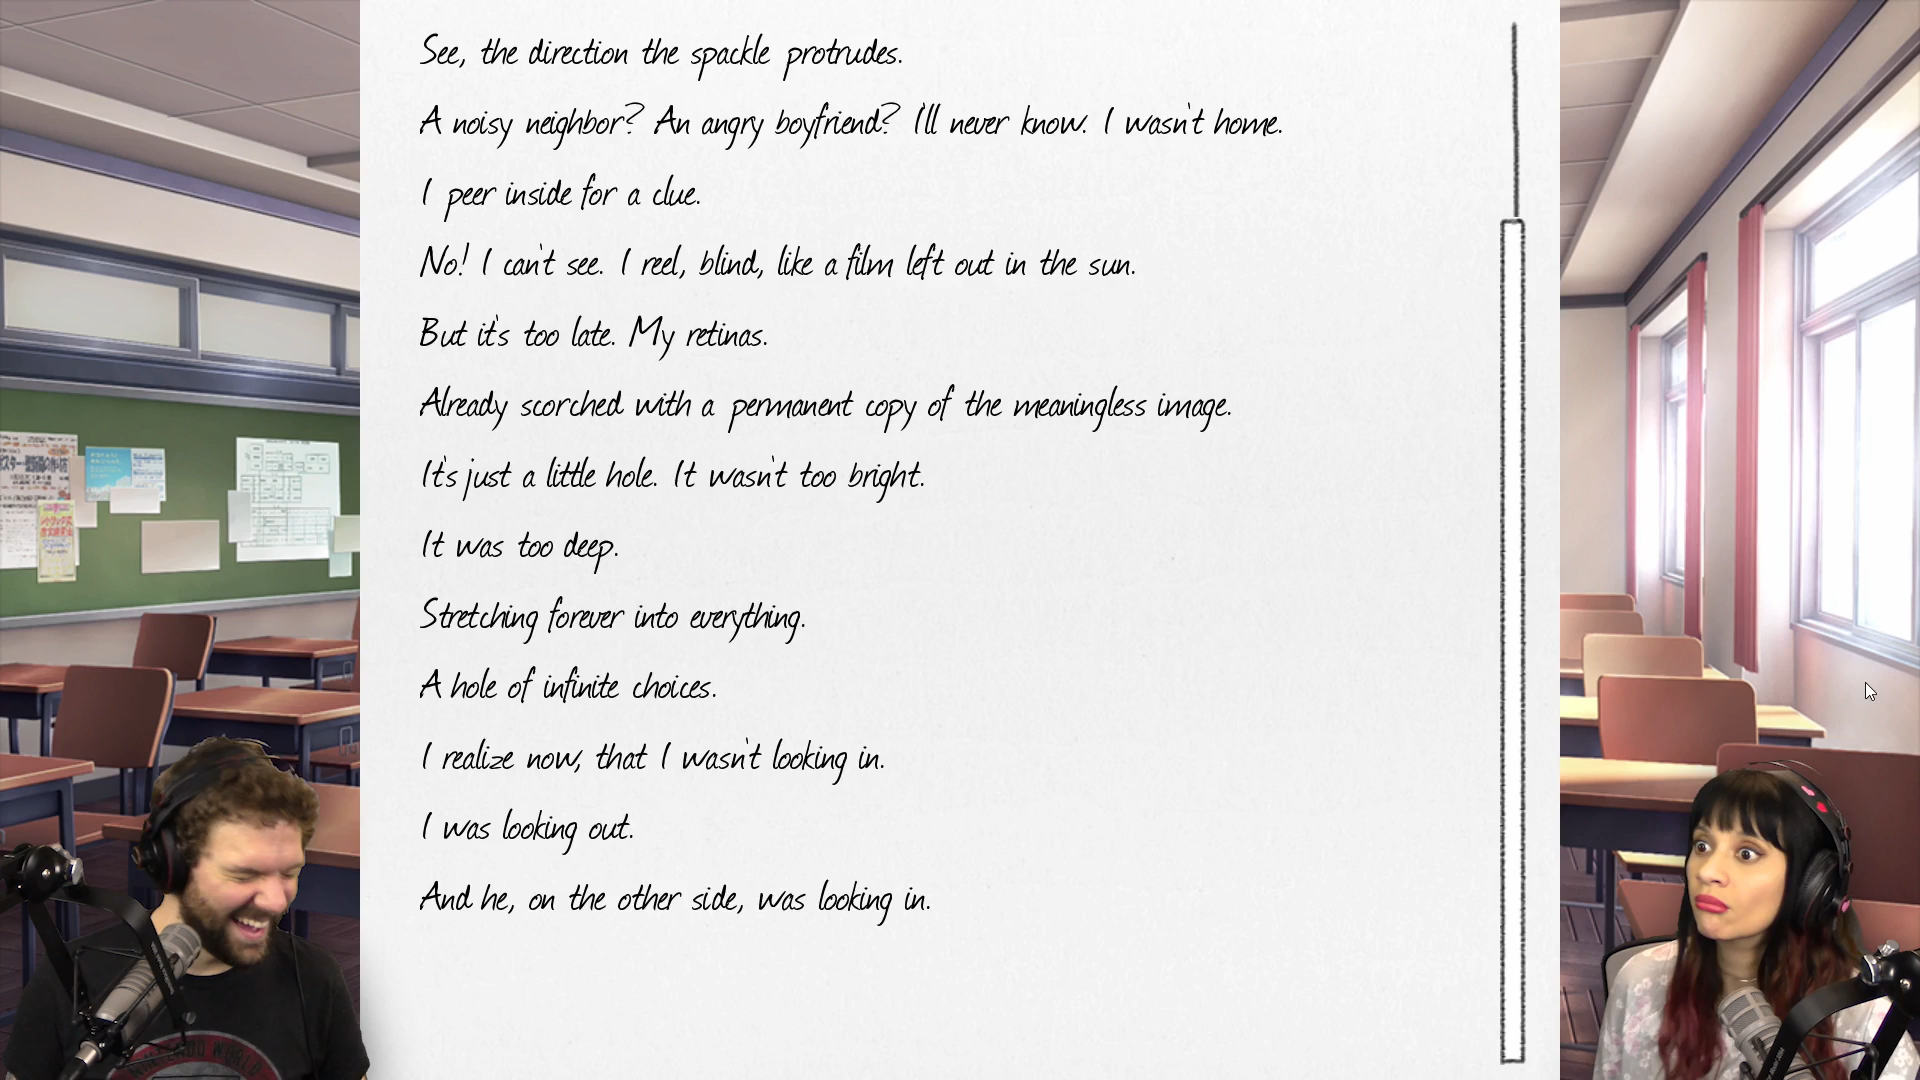 See, the direction the spackle protrudes.
A noisy neighbor? An angry boyfriend? I'll never know. I wasn't home.
I peer inside for a clue.
No! I can't see. I reel, blind, like a film left out in the sun.
But it's too late. My retinas.
Already scorched with a permanent copy of the meaningless image.
It's just a little hole. It wasn't too bright.
It was too deep.
Stretching forever into everything.
A hole of infinite choices.
I realize now, that I wasn't looking in.
I was looking out.
And he, on the other side, was looking in.
NINTENDO WORLD